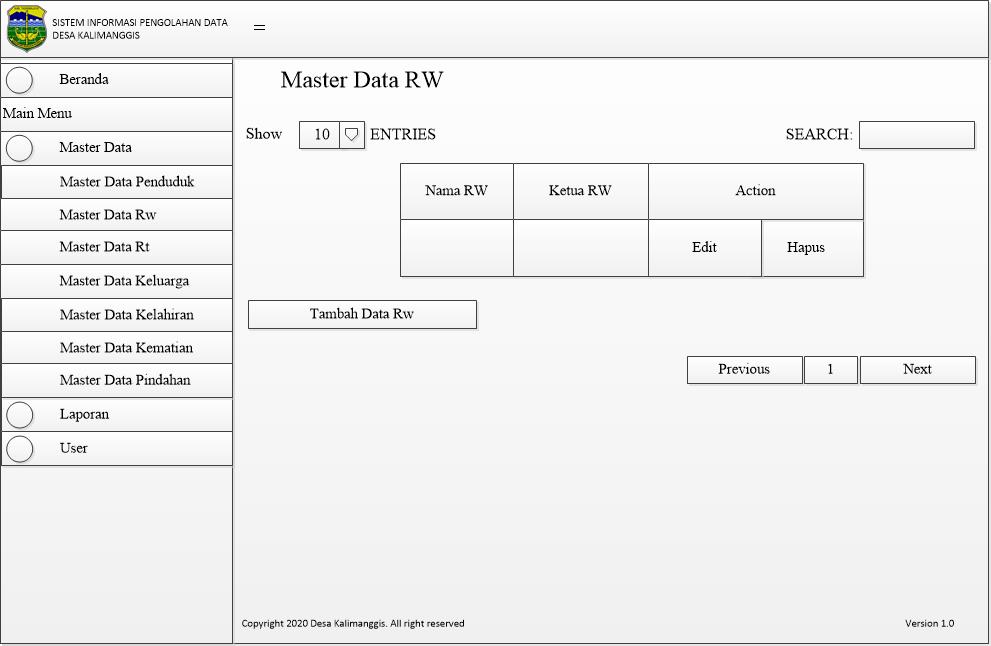 SISTEM INFORMASI PENGOLAHAN DATA
DESA KALIMANGGIS
Beranda
Main Menu
Master Data
Master Data Penduduk
Master Data Rw
Master Data Rt
Master Data Keluarga
Master Data Kelahiran
Master Data Kematian
Master Data Pindahan
Laporan
User
Master Data RW
Show 10 ENTRIES SEARCH:
Nama RW Ketua RW Action
Edit Hapus
Tambah Data Rw
Previous 1 Next
Copyright 2020 Desa Kalimanggis. All right reserved Version 1.0